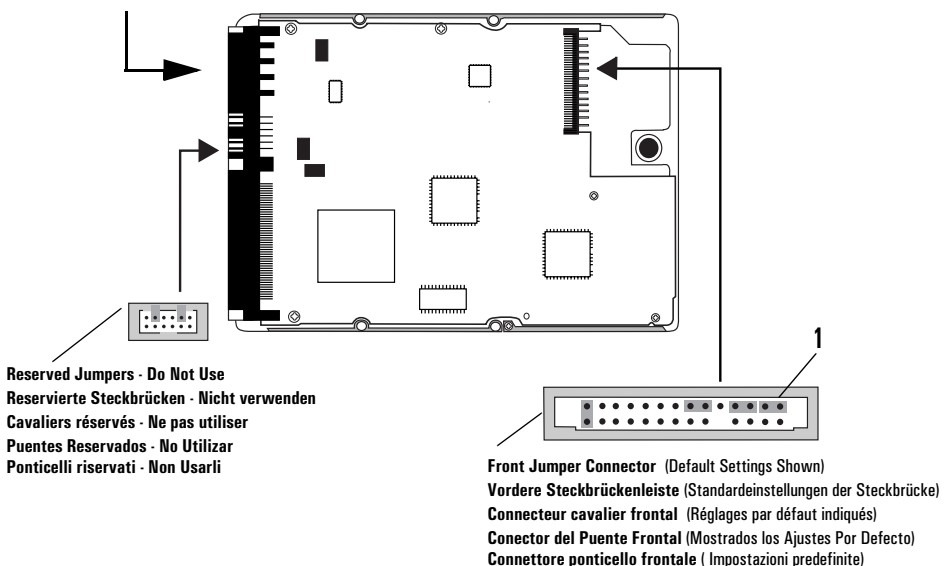 1
Reserved Jumpers - Do Not Use
Reservierte Steckbrücken - Nicht verwenden
Cavaliers réservés - Ne pas utiliser
Puentes Reservados - No Utilizar
Ponticelli riservati - Non Usarli
Front Jumper Connector (Default Settings Shown)
Vordere Steckbrückenleiste (Standardeinstellungen der Steckbrücke)
Connecteur cavalier frontal (Réglages par défaut indiqués)
Conector del Puente Frontal (Mostrados los Ajustes Por Defecto)
Connettore ponticello frontale ( Impostazioni predefinite)